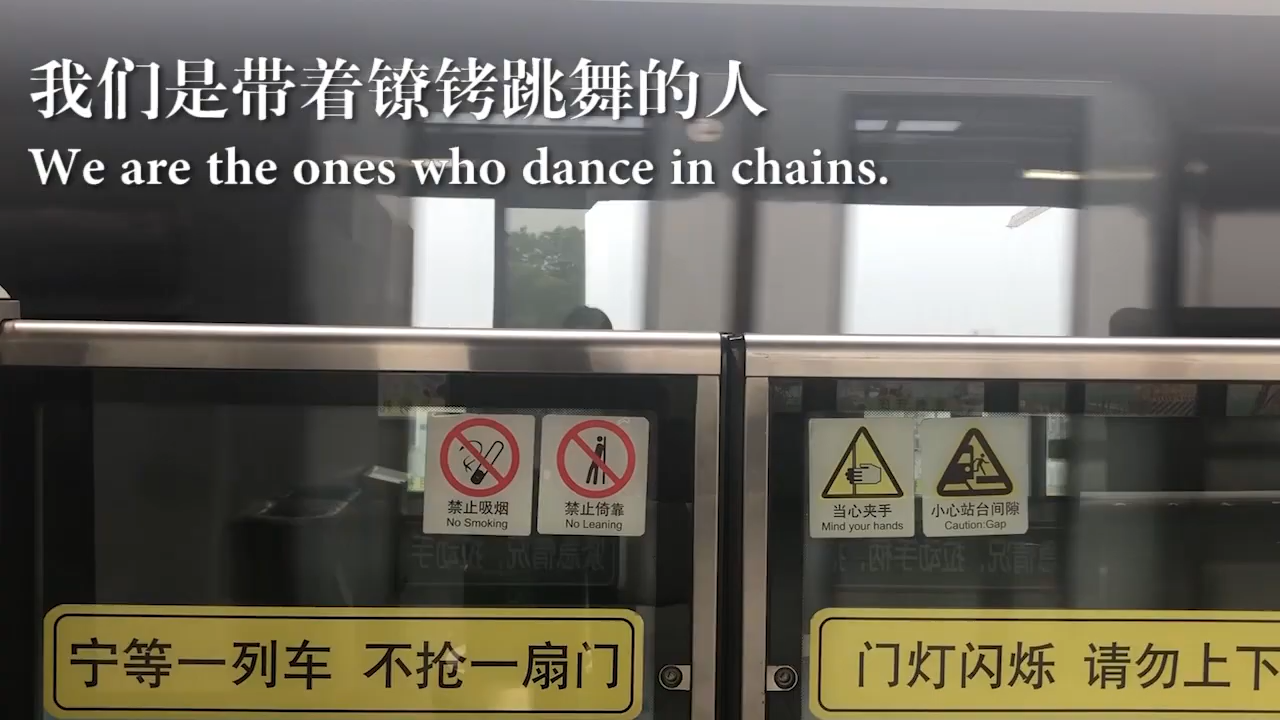 我们是带着镣铐跳舞的人
We are the ones who dance in chains.
禁止吸烟
No Smoking
禁止倚靠
No Leaning
当心夹手
Mind your hands
小心站台间隙
Caution:Gap
宁等一列车 不抢一扇门
门灯闪烁 请勿上下